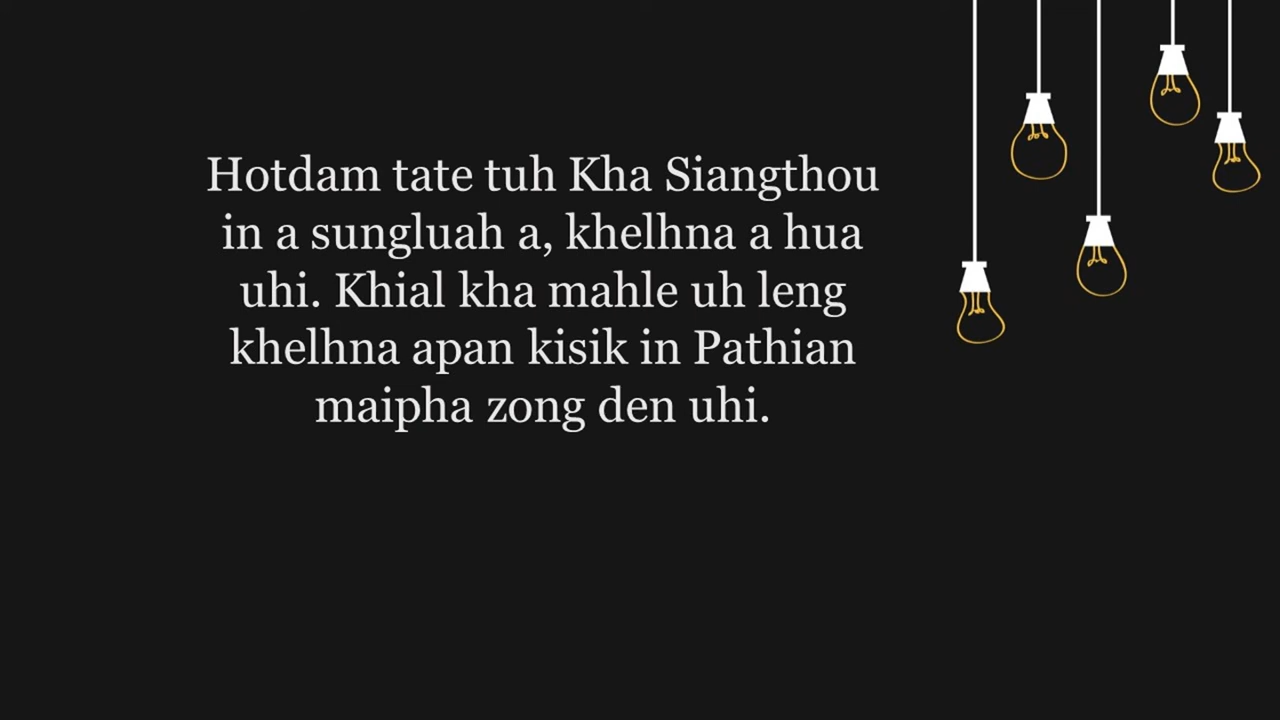 Hotdam tate tuh Kha Siangthou
in a sungluah a, khelhna a hua
uhi. Khial kha mahle uh leng
khelhna apan kisik in Pathian
maipha zong den uhi.